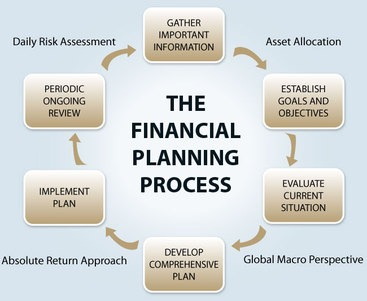 GATHER
IMPORTANT
INFORMATION
Daily Risk Assessment
Asset Allocation
PERIODIC
ONGOING
REVIEW
ESTABLISH
GOALS AND
OBJECTIVES
THE
FINANCIAL
PLANNING
PROCESS
IMPLEMENT
PLAN
EVALUATE
CURRENT
SITUATION
DEVELOP
COMPREHENSIVE
PLAN
Absolute Return Approach
Global Macro Perspective